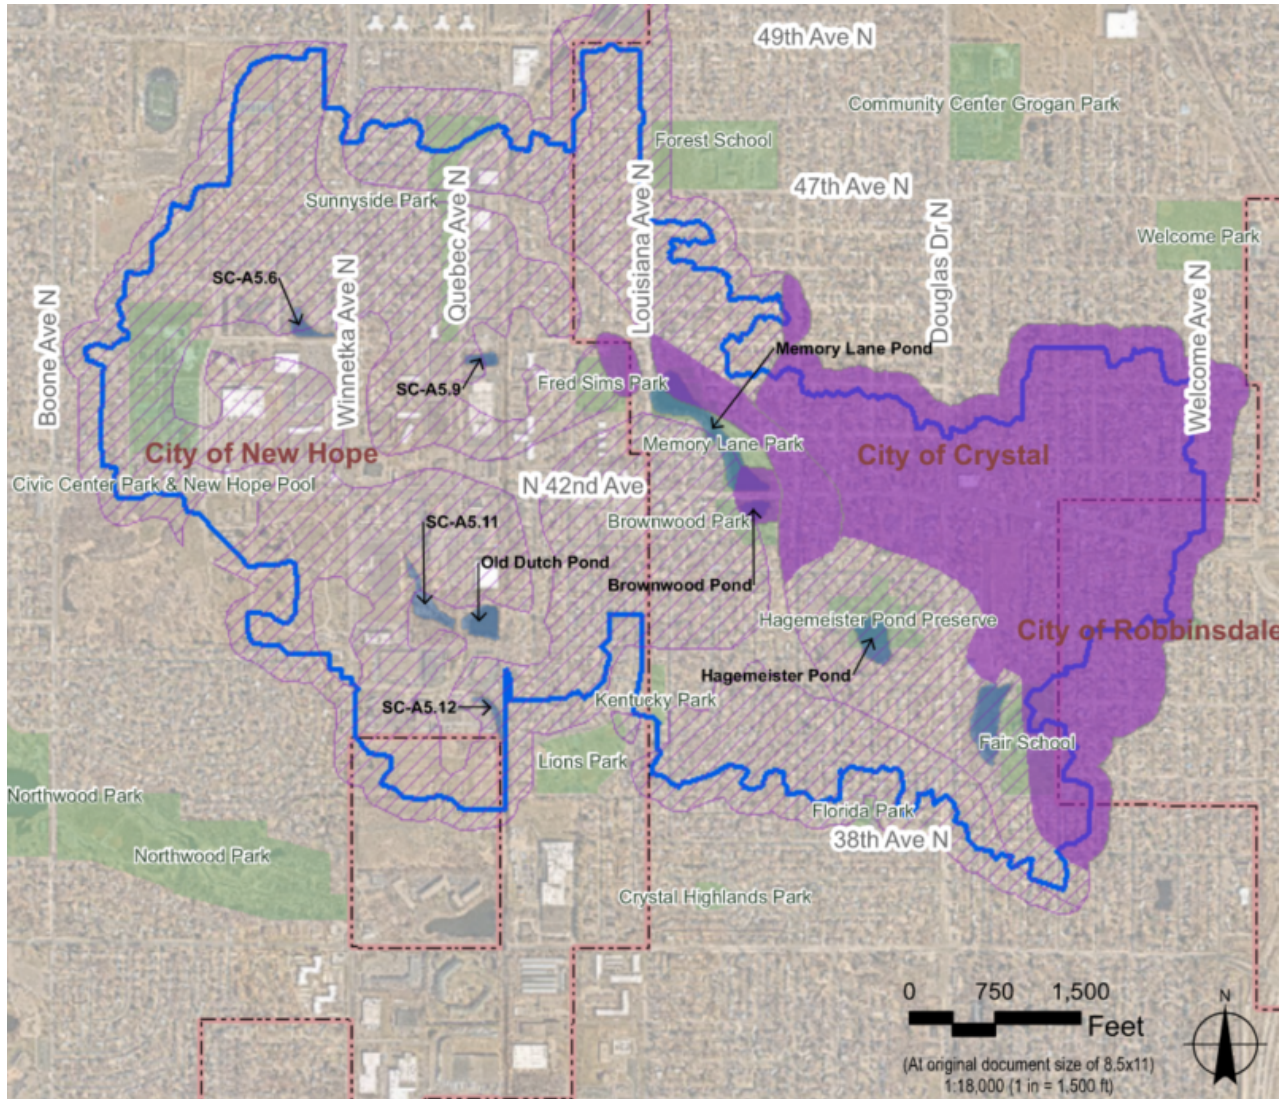 49th Ave N
Community Center Grogan Park
Forest School
47th Ave N
Sunnyside Park
Quebec Ave N
Louisiana Ave N
Douglas Dr N
Welcome Park
SC-A5.6
Boone Ave N
Winnetka Ave N
Welcome Ave N
Memory Lane Pond
SC-A5.9
Fred Sims Park
Memory Lane Park
City of New Hope
City of Crystal
Civic Center Park & New Hope Pool
N 42nd Ave
SC-A5.11
Brownwood Park
Old Dutch Pond
Brownwood Pond
Hagemeister Pond Preserve
City of Robbinsdale
Hagemeister Pond
Kentucky Park
SC-A5.12
Fair School
Lions Park
Northwood Park
Florida Park
38th Ave N
Northwood Park
Crystal Highlands Park
0 750 1,500
Feet
N
(At original document size of 8.5x11)
1:18,000 (1 in = 1,500 ft)